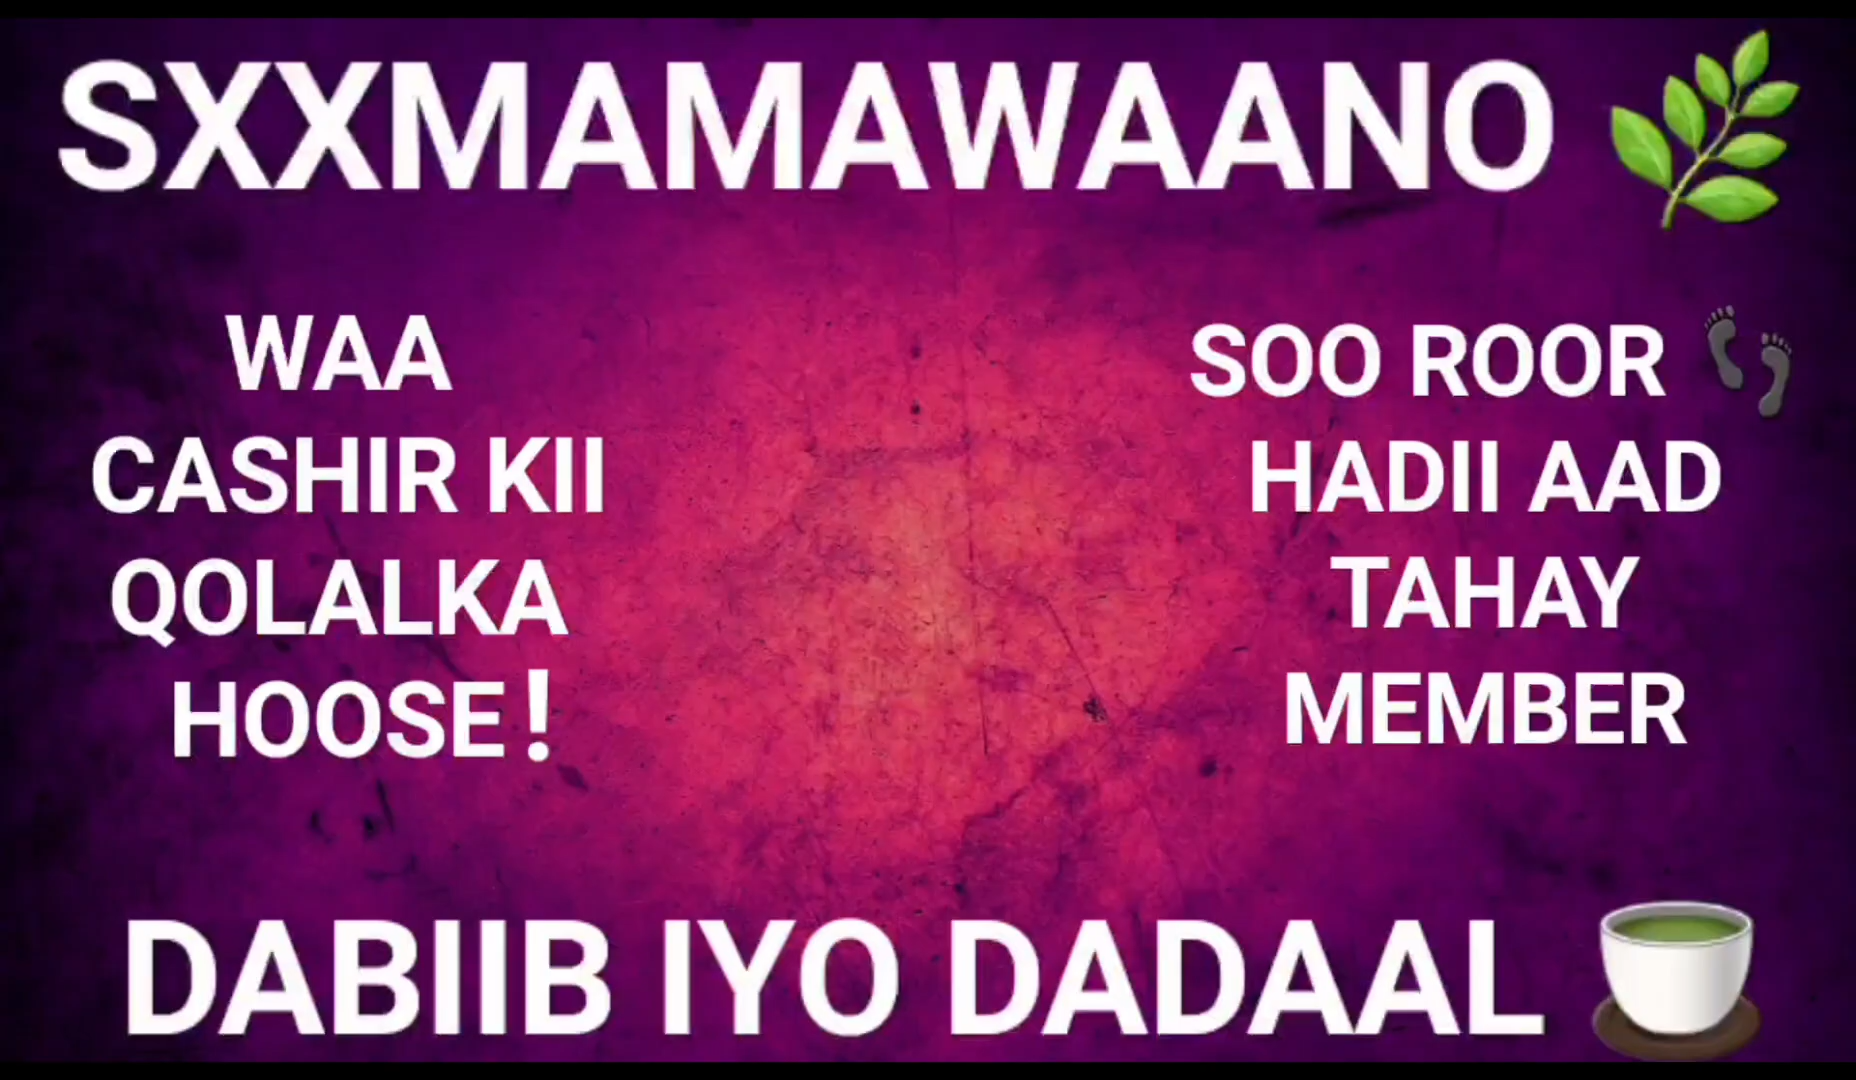 SXXMAMAWAANO 🌿
WAA
CASHIR KII
QOLALKA
HOOSE!
SOO ROOR 👣
HADII AAD
TAHAY
MEMBER
DABIIB IYO DADAAL 🍵